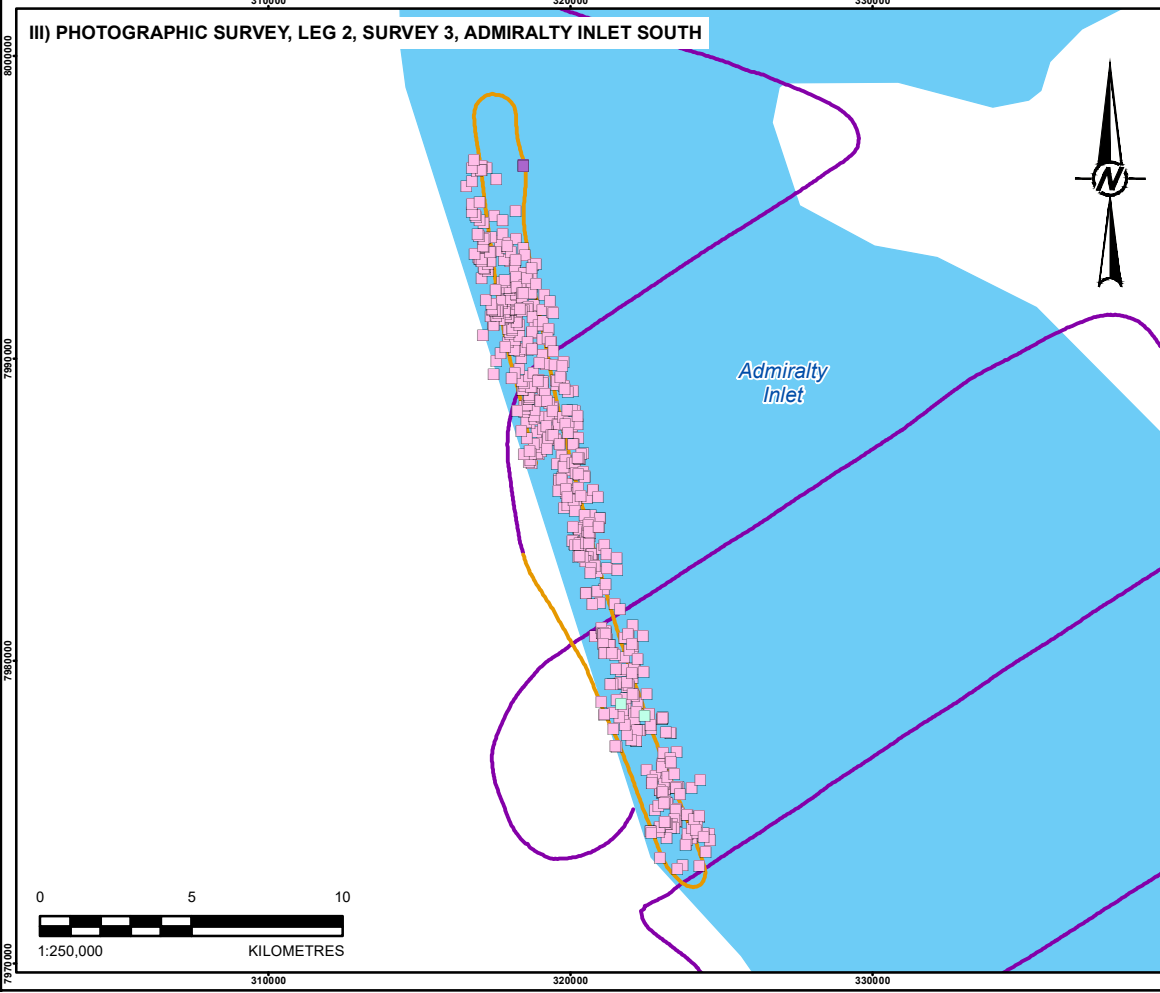 310000 320000 330000
III) PHOTOGRAPHIC SURVEY, LEG 2, SURVEY 3, ADMIRALTY INLET SOUTH
8000000
N
7990000
Admiralty
Inlet
7980000
0 5 10
1:250,000 KILOMETRES
7970000
310000 320000 330000